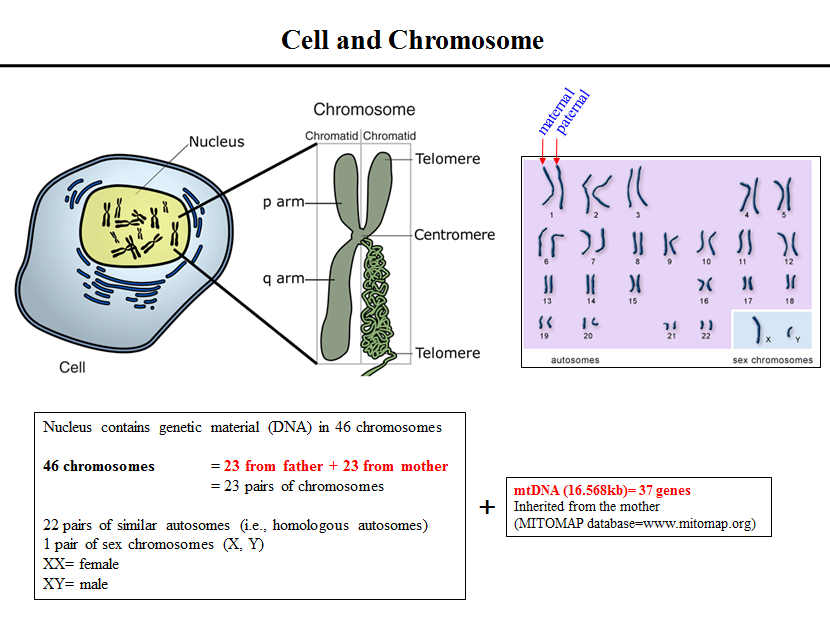 Cell and Chromosome
maternal
paternal
Chromosome
Chromatid Chromatid
Nucleus
Telomere
p arm
Centromere
q arm
Telomere
Cell
1 2 3 4 5
6 7 8 9 10 11 12
13 14 15 16 17 18
19 20 21 22 X Y
autosomes sex chromosomes
Nucleus contains genetic material (DNA) in 46 chromosomes
46 chromosomes = 23 from father + 23 from mother
= 23 pairs of chromosomes
22 pairs of similar autosomes (i.e., homologous autosomes)
1 pair of sex chromosomes (X, Y)
XX= female
XY= male
+
mtDNA (16.568kb)= 37 genes
Inherited from the mother
(MITOMAP database=www.mitomap.org)